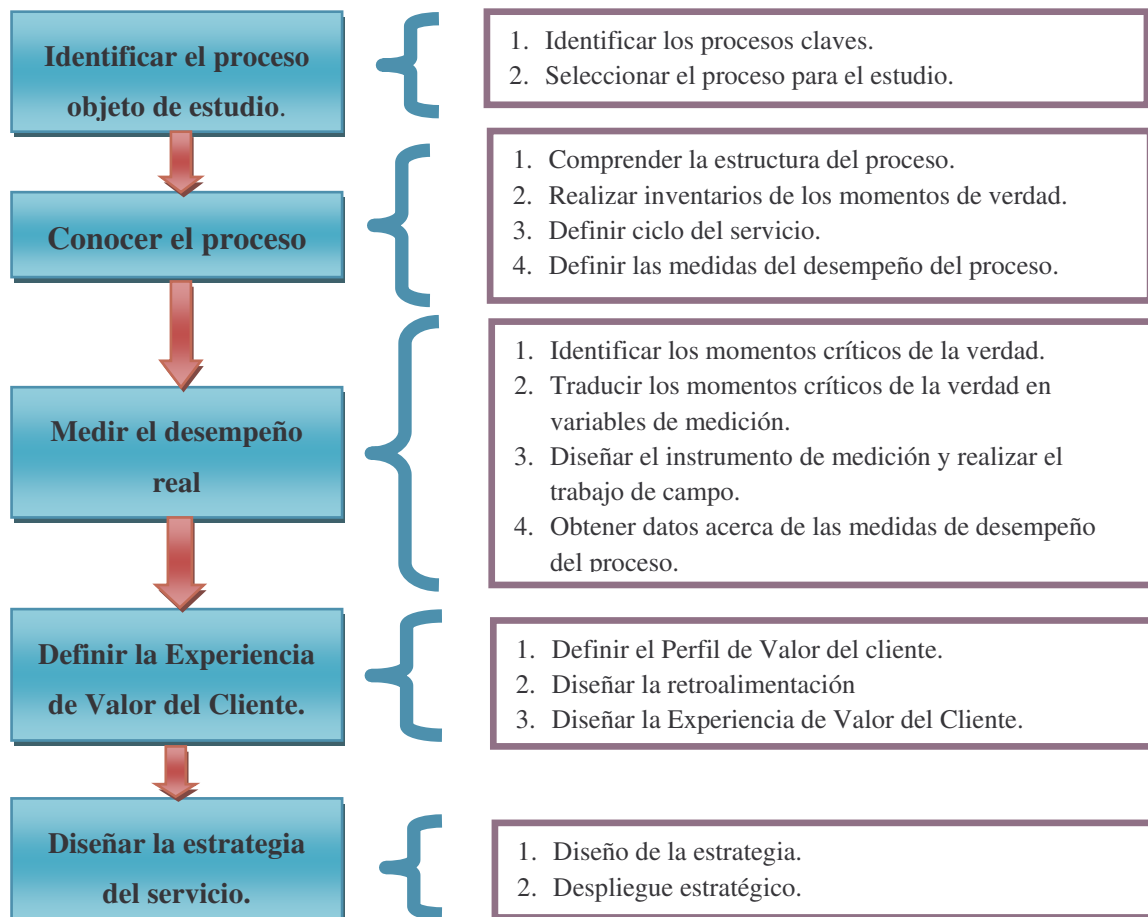 Identificar el proceso
objeto de estudio.
1. Identificar los procesos claves.
2. Seleccionar el proceso para el estudio.
Conocer el proceso
1. Comprender la estructura del proceso.
2. Realizar inventarios de los momentos de verdad.
3. Definir ciclo del servicio.
4. Definir las medidas del desempeño del proceso.
Medir el desempeño
real
1. Identificar los momentos críticos de la verdad.
2. Traducir los momentos críticos de la verdad en
variables de medición.
3. Diseñar el instrumento de medición y realizar el
trabajo de campo.
4. Obtener datos acerca de las medidas de desempeño
del proceso.
Definir la Experiencia
de Valor del Cliente.
1. Definir el Perfil de Valor del cliente.
2. Diseñar la retroalimentación
3. Diseñar la Experiencia de Valor del Cliente.
Diseñar la estrategia
del servicio.
1. Diseño de la estrategia.
2. Despliegue estratégico.